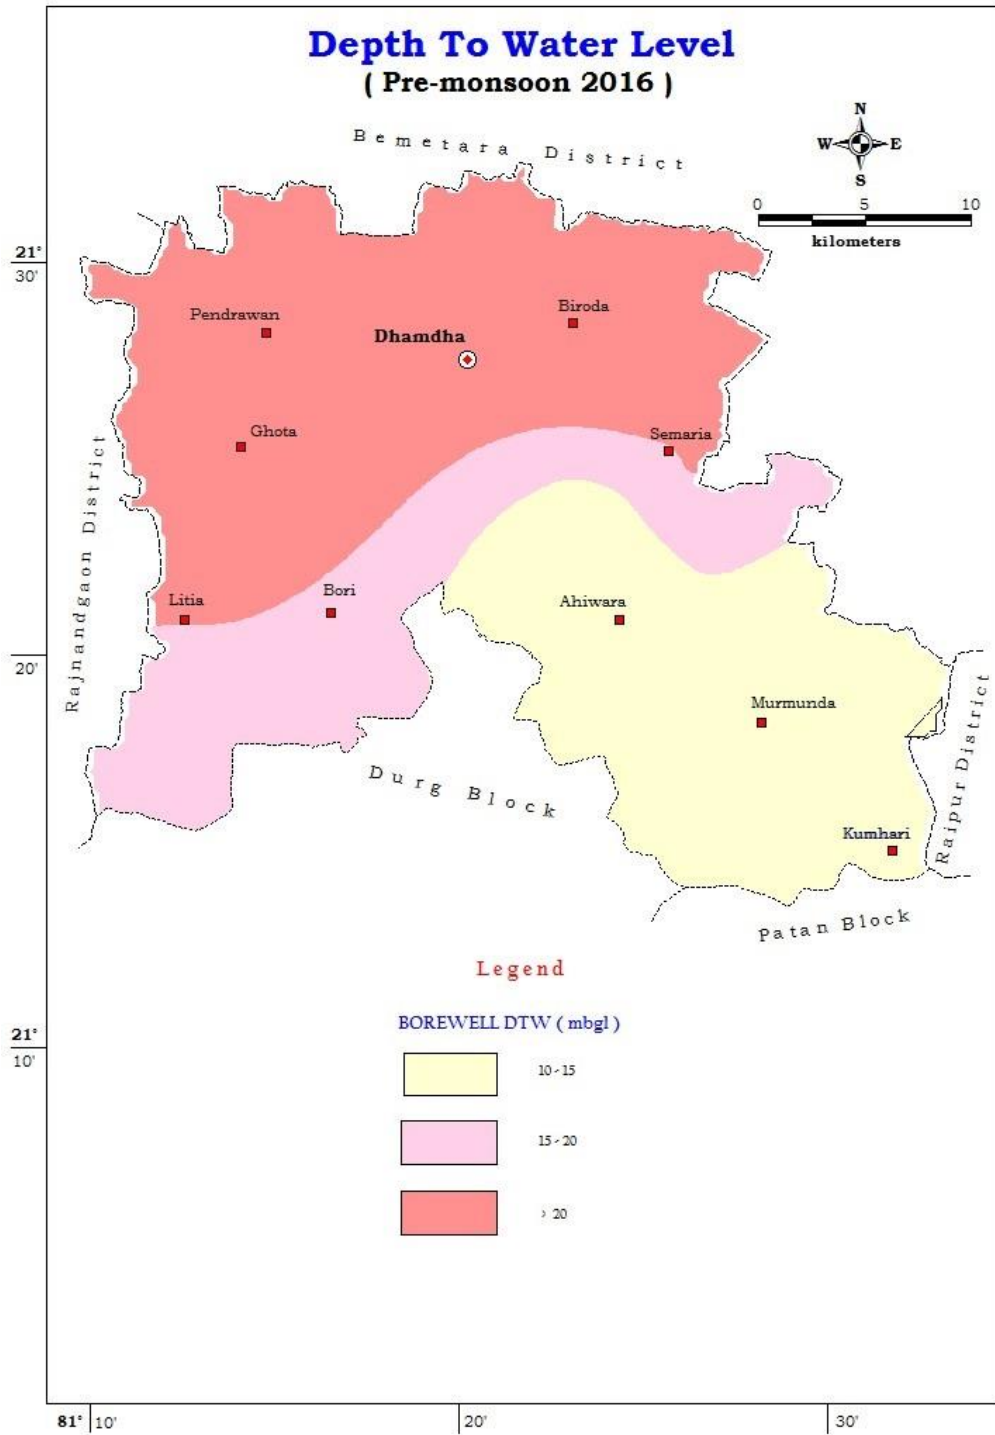 Depth To Water Level
( Pre-monsoon 2016 )
Bemetara District
N
W E
S
0 5 10
kilometers
21°
30'
Pendrawan
Biroda
Dhamdha
Ghota
Semaria
Rajnandgaon District
Litia
Bori
Ahiwara
20'
Murmunda
Raipur District
Durg Block
Kumhari
Patan Block
Legend
BOREWELL DTW ( mbgl )
21°
10'
10 - 15
15 - 20
> 20
81° 10' 20' 30'